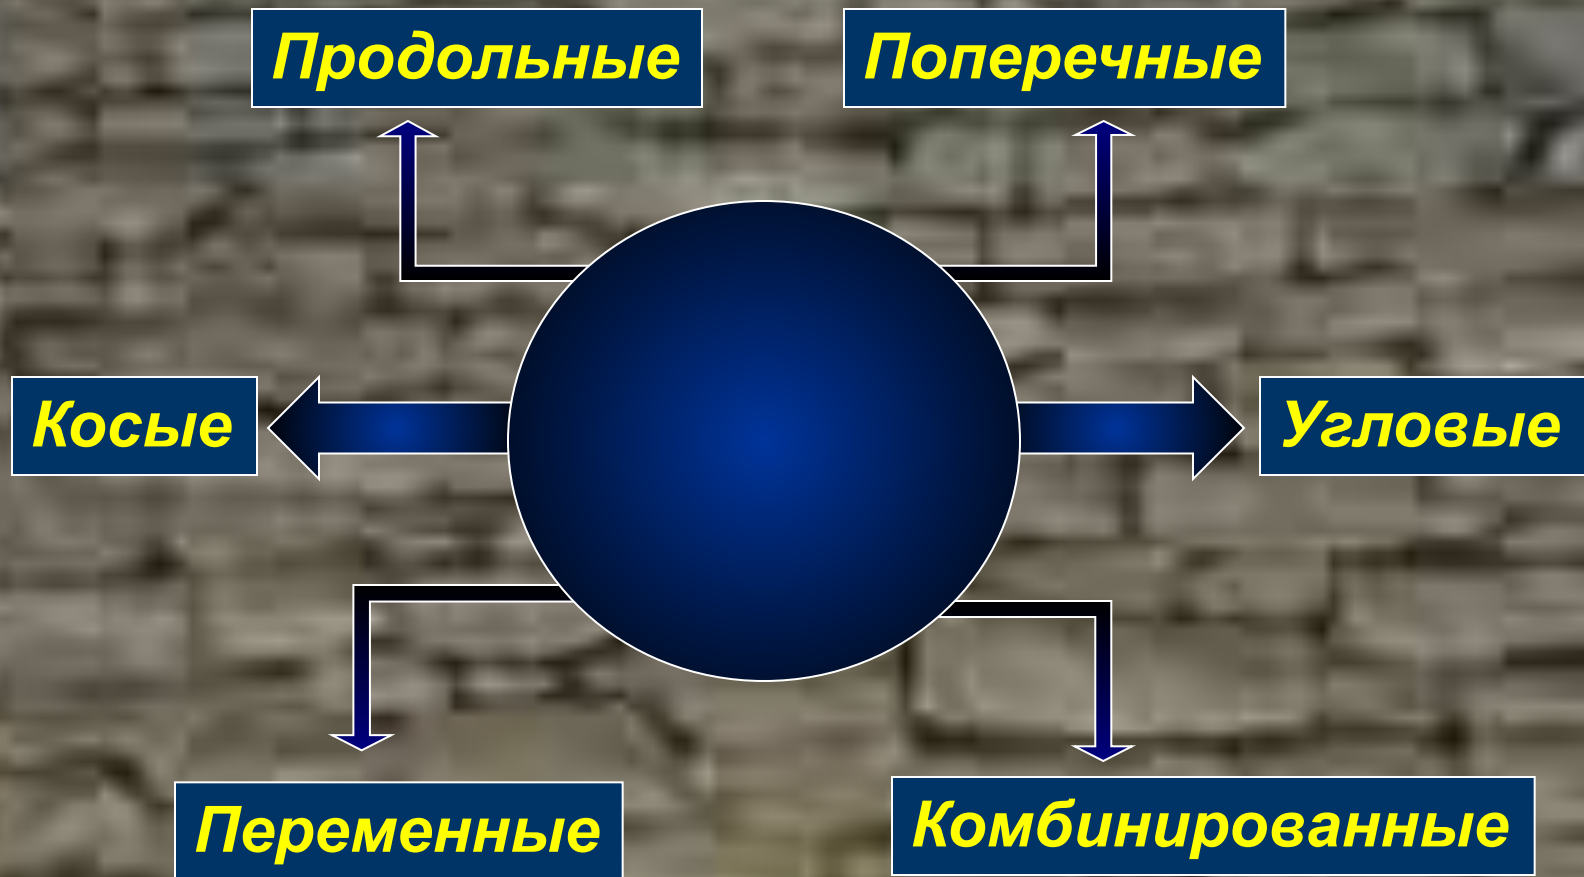 Продольные
Поперечные
Косые
Угловые
Переменные
Комбинированные